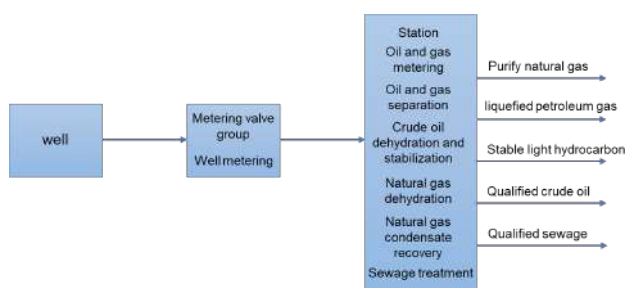 well
Metering valve
group
Well metering
Station
Oil and gas
metering
Oil and gas
separation
Crude oil
dehydration and
stabilization
Natural gas
dehydration
Natural gas
condensate
recovery
Sewage treatment
Purify natural gas
liquefied petroleum gas
Stable light hydrocarbon
Qualified crude oil
Qualified sewage